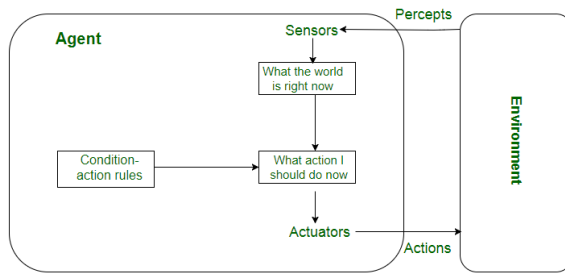 Percepts
Agent
Sensors
What the world
is right now
Environment
Condition-
action rules
What action I
should do now
Actuators
Actions